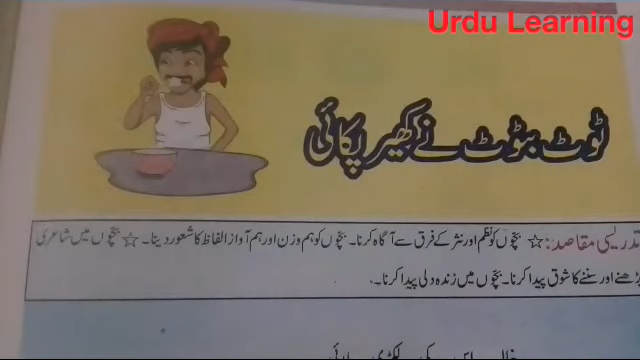 Urdu Learning
ٹوٹ بٹوٹ نے کھیر پکائی
تدریسی مقاصد: ☆ بچوں کو نظم اور نثر کے فرق سے آگاہ کرنا۔ بچوں کو ہم وزن اور ہم آواز الفاظ کا شعور دینا۔ ☆ بچوں میں شاعری
پڑھنے اور سننے کا شوق پیدا کرنا۔ بچوں میں زندہ دلی پیدا کرنا۔